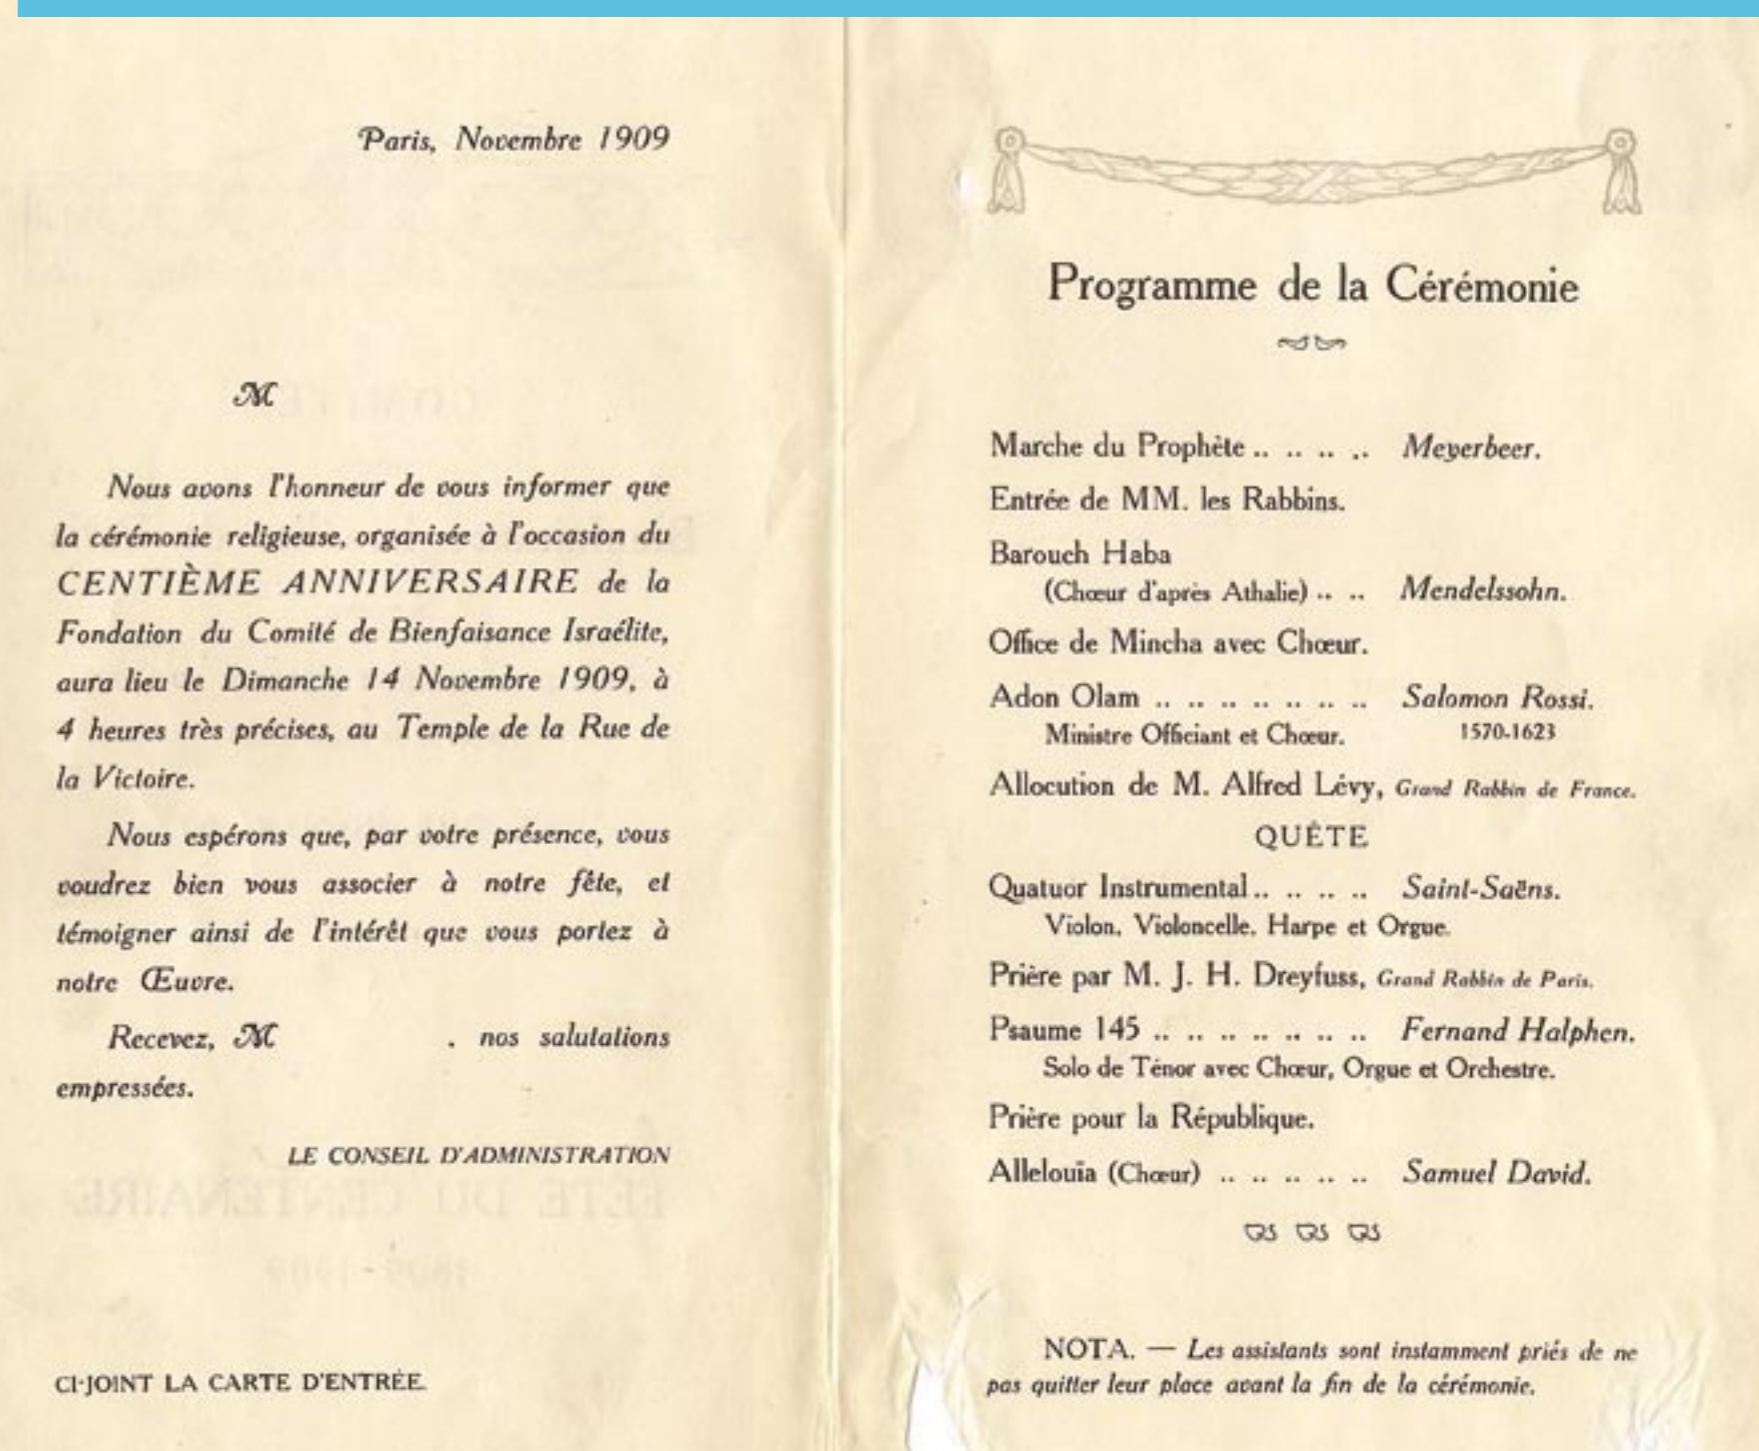 Paris, Novembre 1909
M
Nous avons l'honneur de vous informer que
la cérémonie religieuse, organisée à l'occasion du
CENTIÈME ANNIVERSAIRE de la
Fondation du Comité de Bienfaisance Israélite,
aura lieu le Dimanche 14 Novembre 1909, à
4 heures très précises, au Temple de la Rue de
la Victoire.
Nous espérons que, par votre présence, vous
voudrez bien vous associer à notre fête, et
témoigner ainsi de l'intérêt que vous portez à
notre Œuvre.
Recevez, M , nos salutations
empressées.
LE CONSEIL D'ADMINISTRATION
FÊTE DU CENTENAIRE
1809-1909
CI-JOINT LA CARTE D'ENTRÉE
Programme de la Cérémonie
Marche du Prophète .. .. .. .. Meyerbeer.
Entrée de MM. les Rabbins.
Barouch Haba
(Chœur d'après Athalie) .. .. Mendelssohn.
Office de Mincha avec Chœur.
Adon Olam .. .. .. .. .. .. .. Salomon Rossi.
Ministre Officiant et Chœur. 1570-1623
Allocution de M. Alfred Lévy, Grand Rabbin de France.
QUÊTE
Quatuor Instrumental .. .. .. .. Saint-Saëns.
Violon, Violoncelle, Harpe et Orgue.
Prière par M. J. H. Dreyfuss, Grand Rabbin de Paris.
Psaume 145 .. .. .. .. .. .. .. Fernand Halphen.
Solo de Ténor avec Chœur, Orgue et Orchestre.
Prière pour la République.
Allelouïa (Chœur) .. .. .. .. .. Samuel David.
NOTA. — Les assistants sont instamment priés de ne
pas quitter leur place avant la fin de la cérémonie.